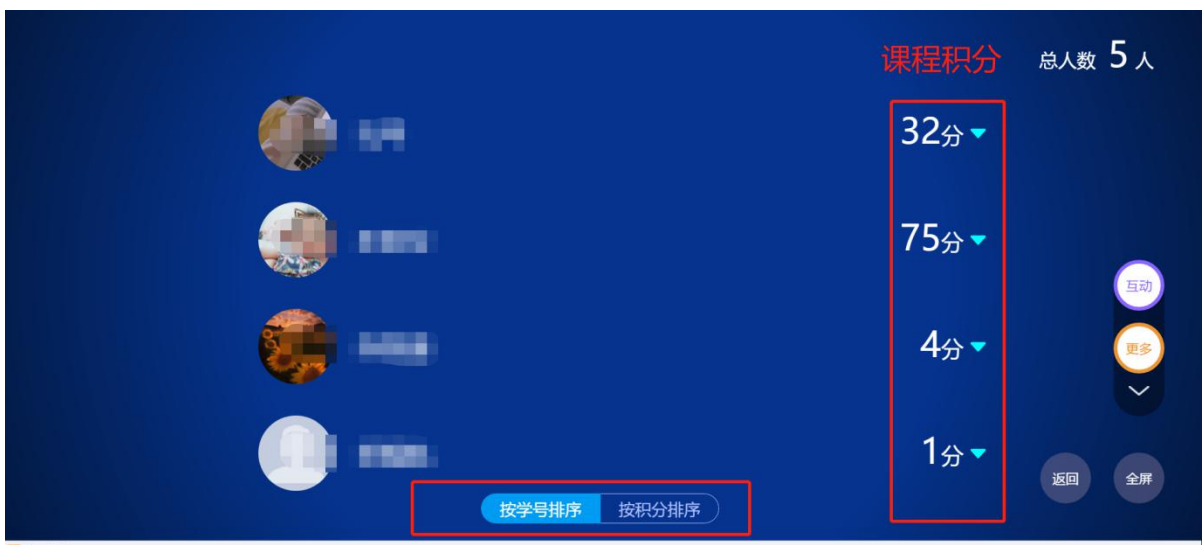 课程积分 总人数 5 人
32分
75分
互动
4分
更多
1分
返回 全屏
按学号排序 按积分排序